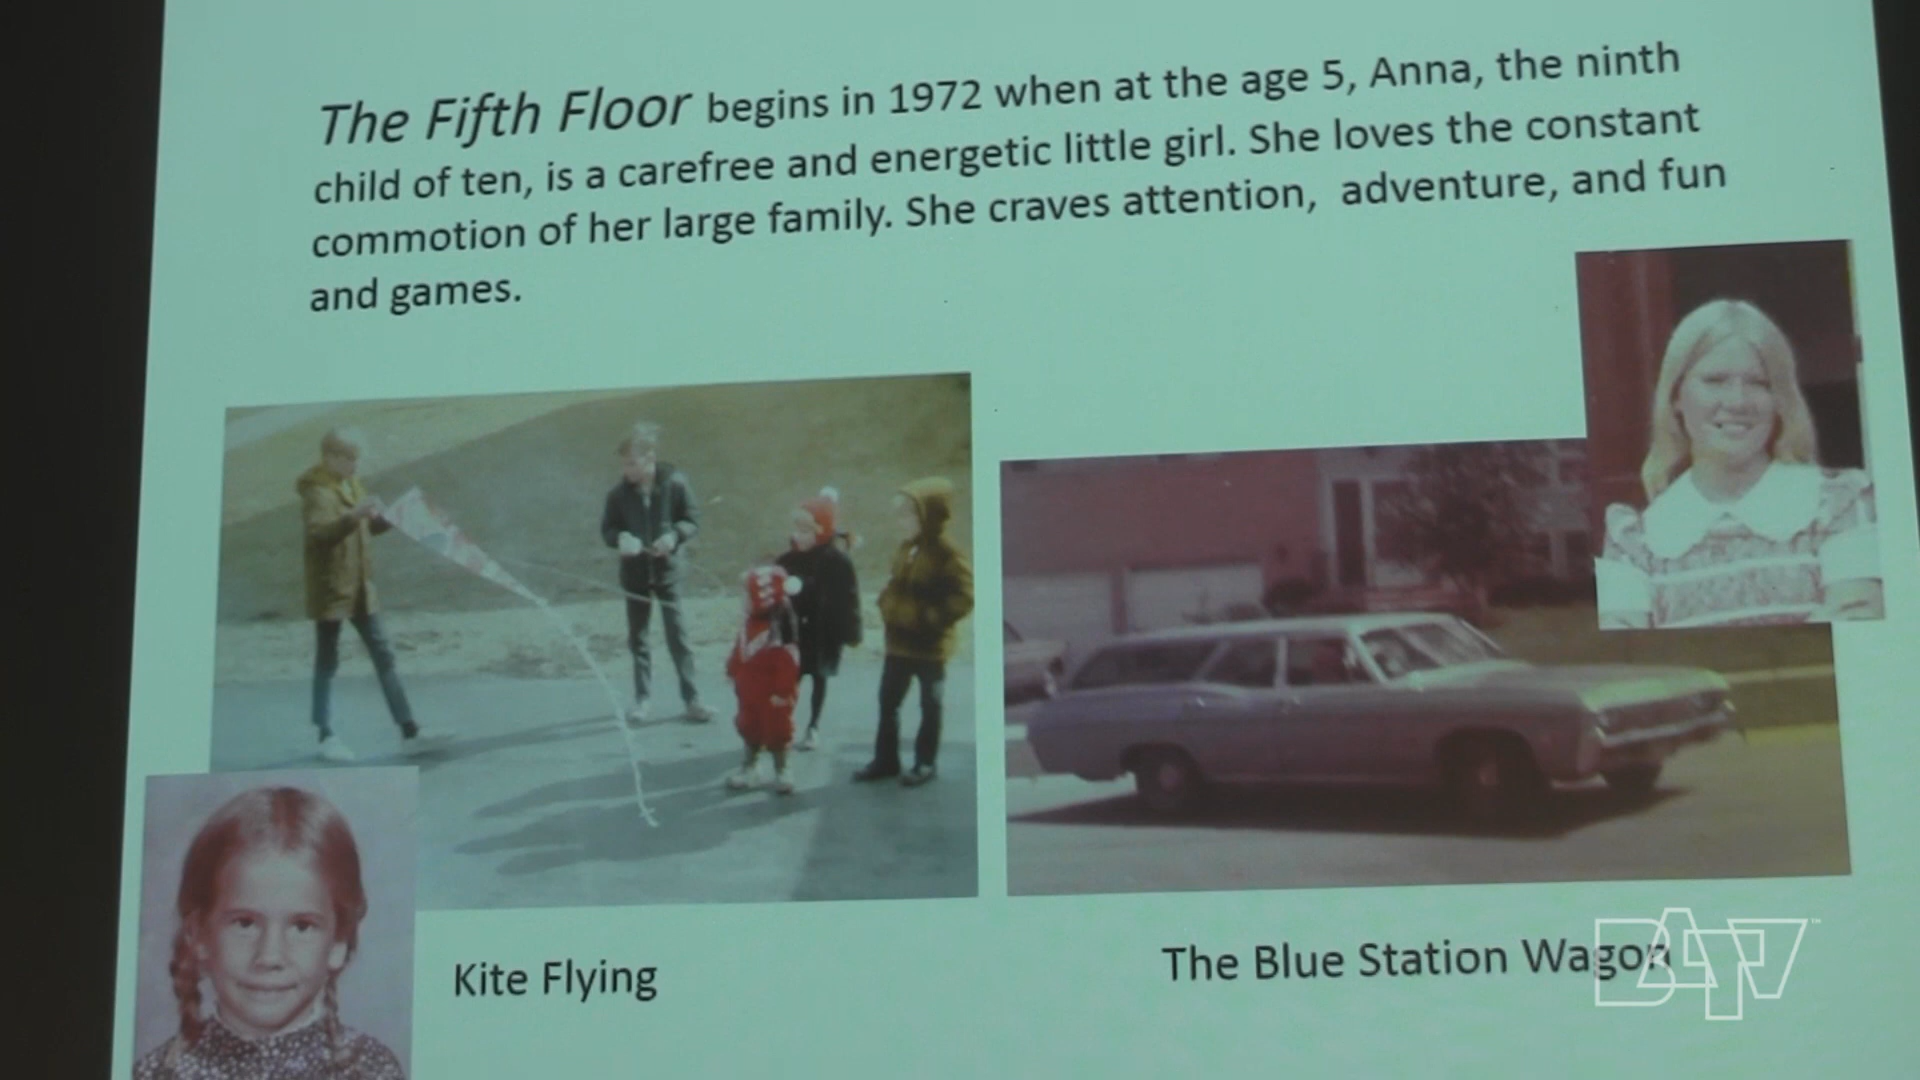 The Fifth Floor begins in 1972 when at the age 5, Anna, the ninth
child of ten, is a carefree and energetic little girl. She loves the constant
commotion of her large family. She craves attention, adventure, and fun
and games.
Kite Flying
The Blue Station Wagon
BATV™